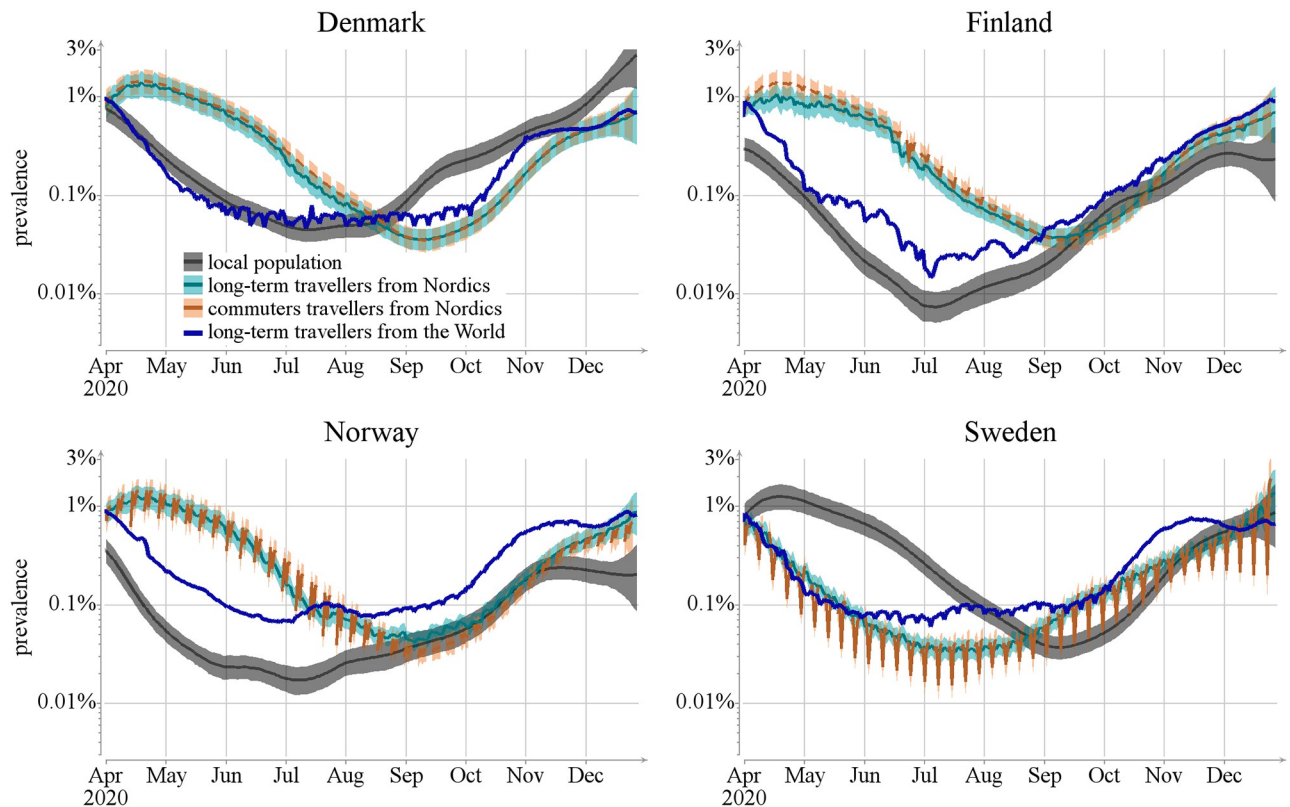 Denmark
3%
1%
0.1%
0.01%
prevalence
local population
long-term travellers from Nordics
commuters travellers from Nordics
long-term travellers from the World
Apr May Jun Jul Aug Sep Oct Nov Dec
2020
Finland
3%
1%
0.1%
0.01%
Apr May Jun Jul Aug Sep Oct Nov Dec
2020
Norway
3%
1%
0.1%
0.01%
prevalence
Apr May Jun Jul Aug Sep Oct Nov Dec
2020
Sweden
3%
1%
0.1%
0.01%
Apr May Jun Jul Aug Sep Oct Nov Dec
2020